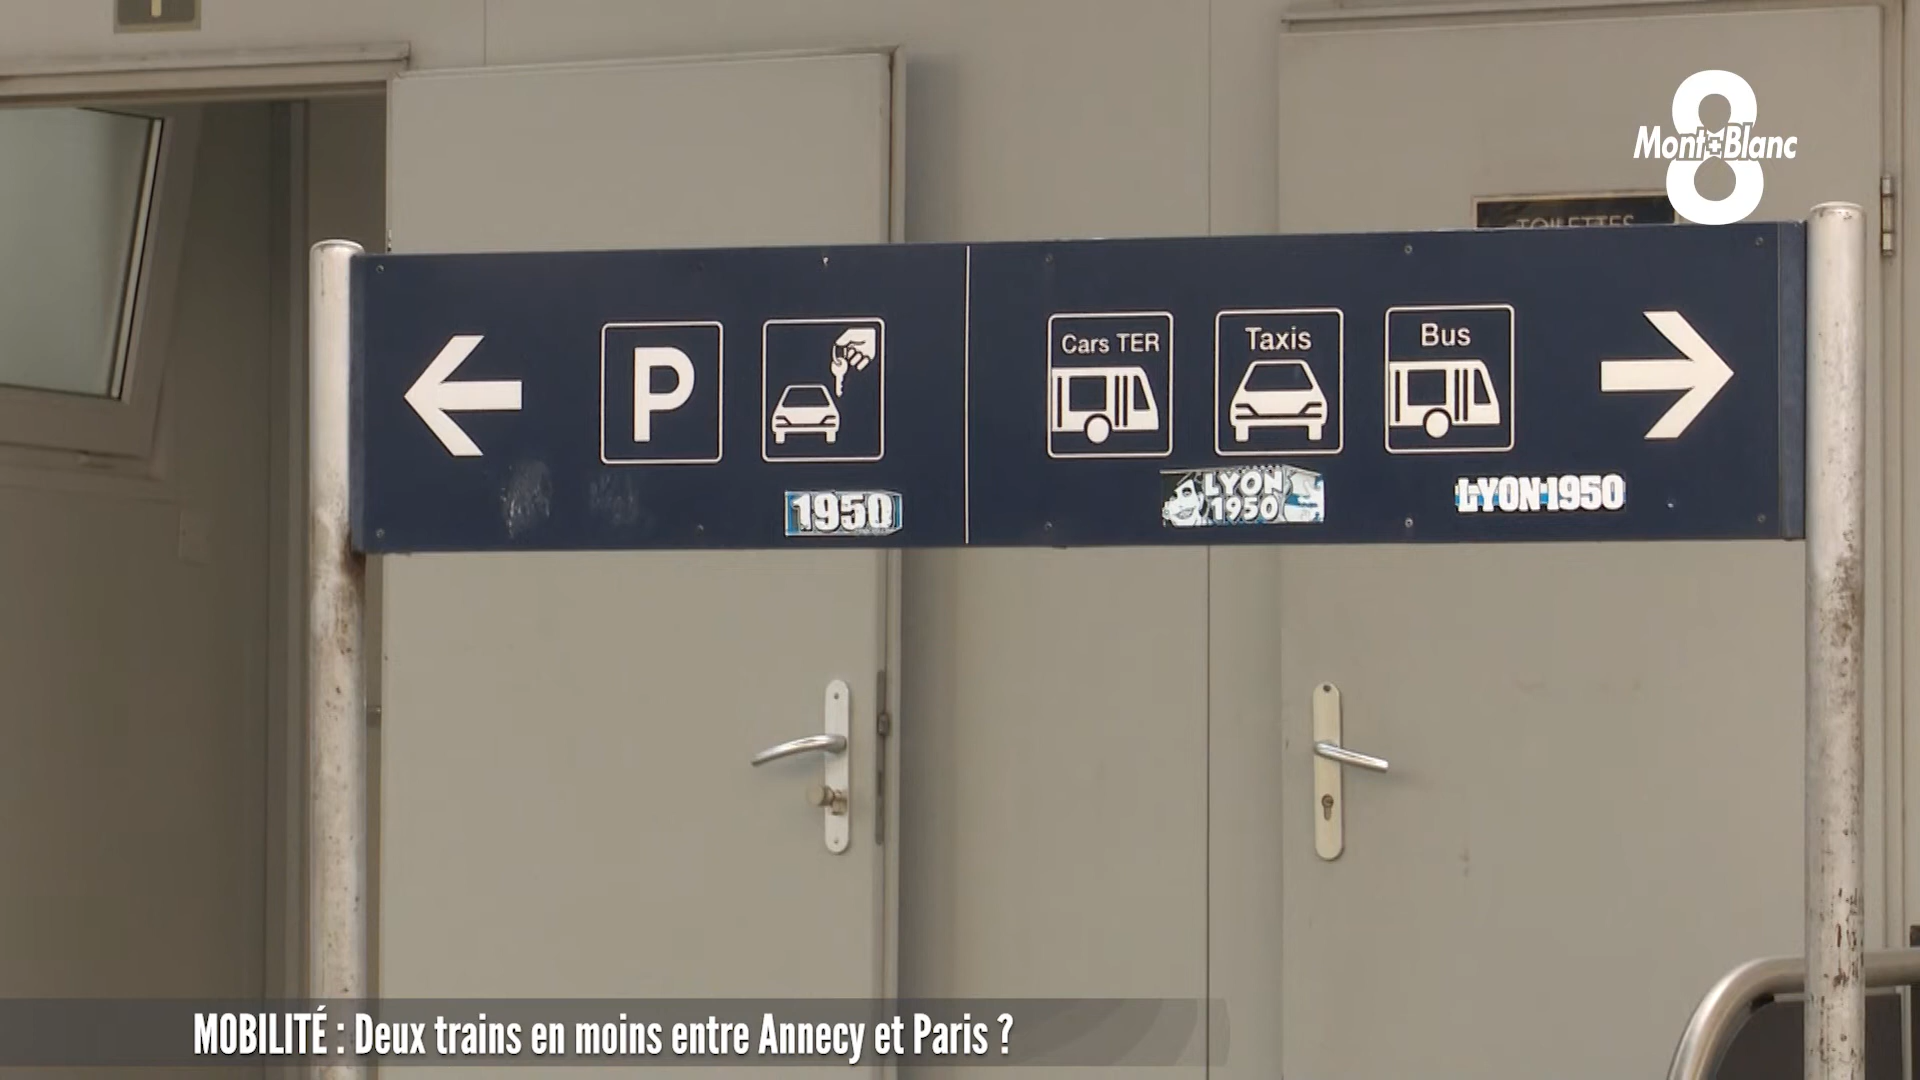 8
Mont+Blanc
TOILETTES
P
Cars TER
Taxis
Bus
1950
LYON
1950
LYON 1950
MOBILITÉ : Deux trains en moins entre Annecy et Paris ?